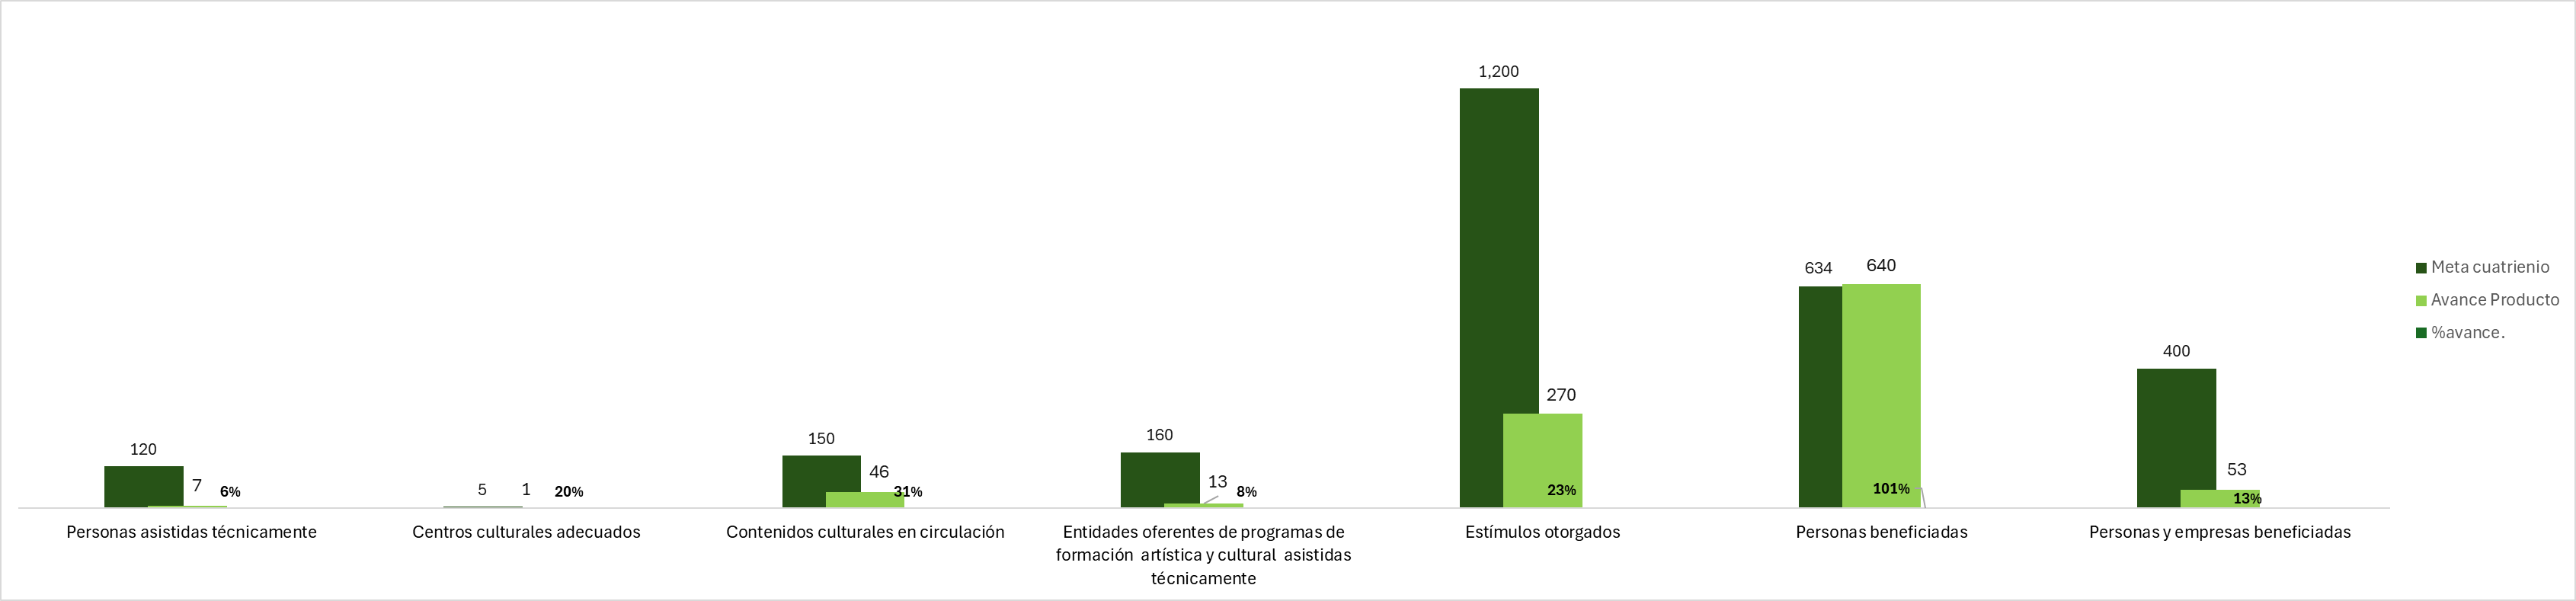 1,200
634
640
400
270
120
7
6%
5
1
20%
150
46
31%
160
13
8%
23%
101%
53
13%
Personas asistidas técnicamente
Centros culturales adecuados
Contenidos culturales en circulación
Entidades oferentes de programas de
formación artística y cultural asistidas
técnicamente
Estímulos otorgados
Personas beneficiadas
Personas y empresas beneficiadas
Meta cuatrienio
Avance Producto
%avance.